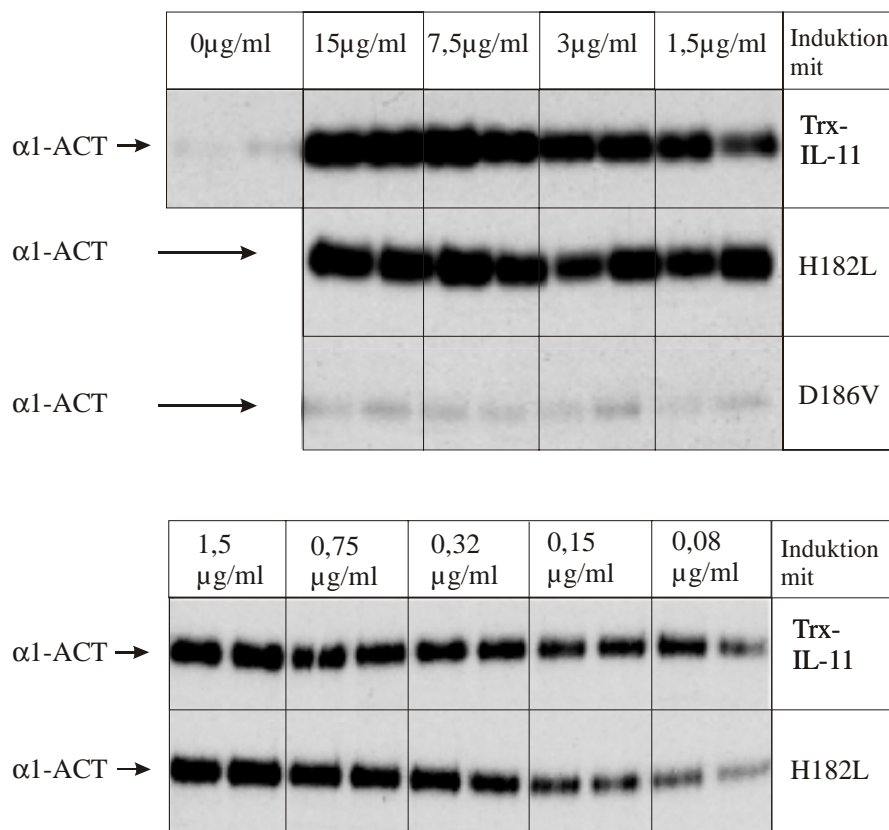 0µg/ml 15µg/ml 7,5µg/ml 3µg/ml 1,5µg/ml Induktion
mit
α1-ACT Trx-
IL-11
α1-ACT H182L
α1-ACT D186V
1,5 0,75 0,32 0,15 0,08 Induktion
µg/ml µg/ml µg/ml µg/ml µg/ml mit
α1-ACT Trx-
IL-11
α1-ACT H182L